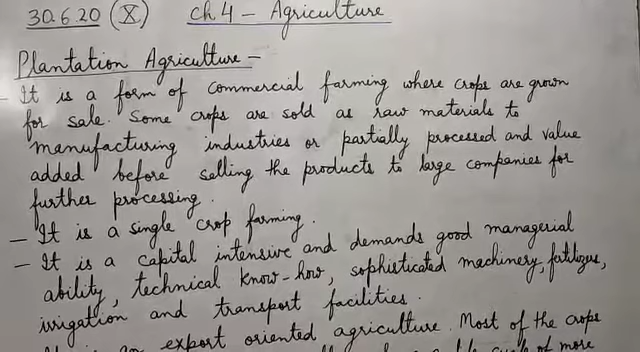 30.6.20 (X) Ch 4 - Agriculture
Plantation Agriculture -
- It is a form of commercial farming where crops are grown
for sale. Some crops are sold as raw materials to
manufacturing industries or partially processed and value
added before selling the products to large companies for
further processing.
- It is a single crop farming.
- It is a capital intensive and demands good managerial
ability, technical know-how, sophisticated machinery, fertilizers,
irrigation and transport facilities.
an export oriented agriculture. Most of the crops
cycle of more